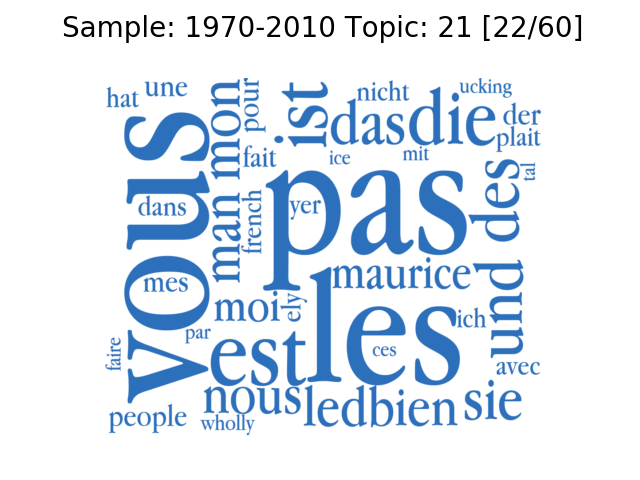 Sample: 1970-2010 Topic: 21 [22/60]
hat
une
mon
pour
ist
nicht
ucking
das
die
der
plait
vous
fait
ice
mit
tal
dans
man
french
yer
pas
des
mes
moi
ely
maurice
und
par
est
les
ces
ich
faire
avec
people
nous
wholly
led
bien
sie